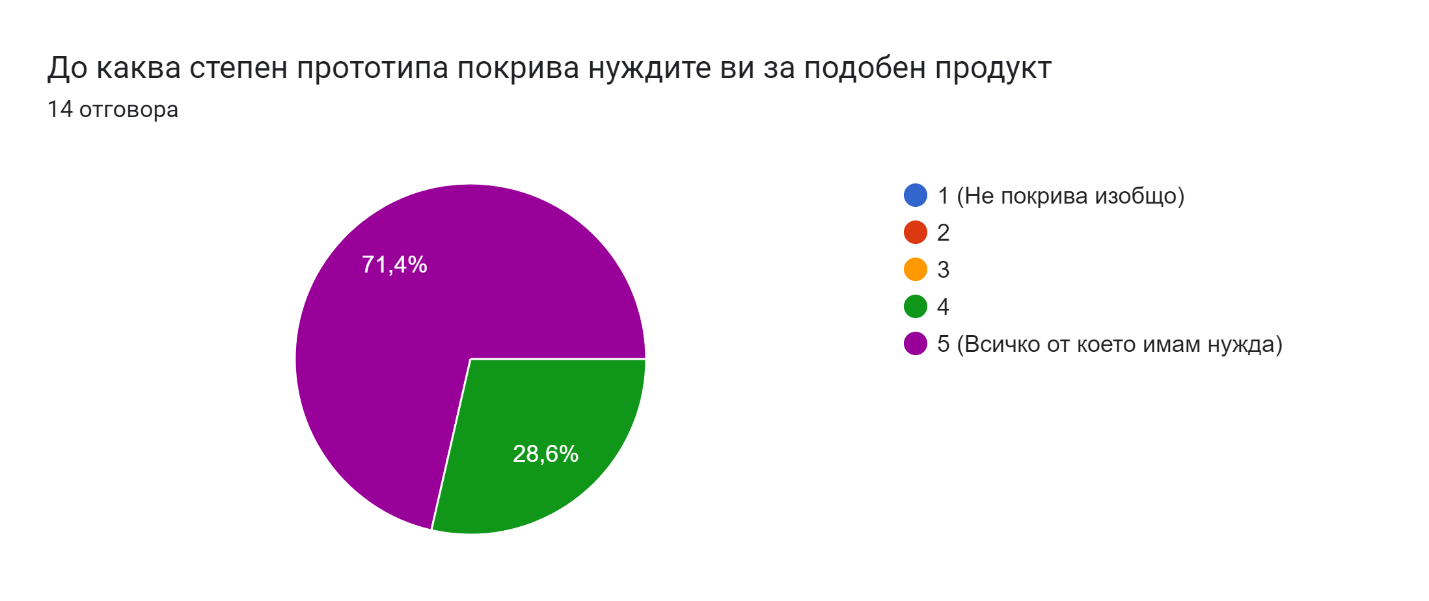 До каква степен прототипа покрива нуждите ви за подобен продукт
14 отговора
71,4%
28,6%
1 (Не покрива изобщо)
2
3
4
5 (Всичко от което имам нужда)